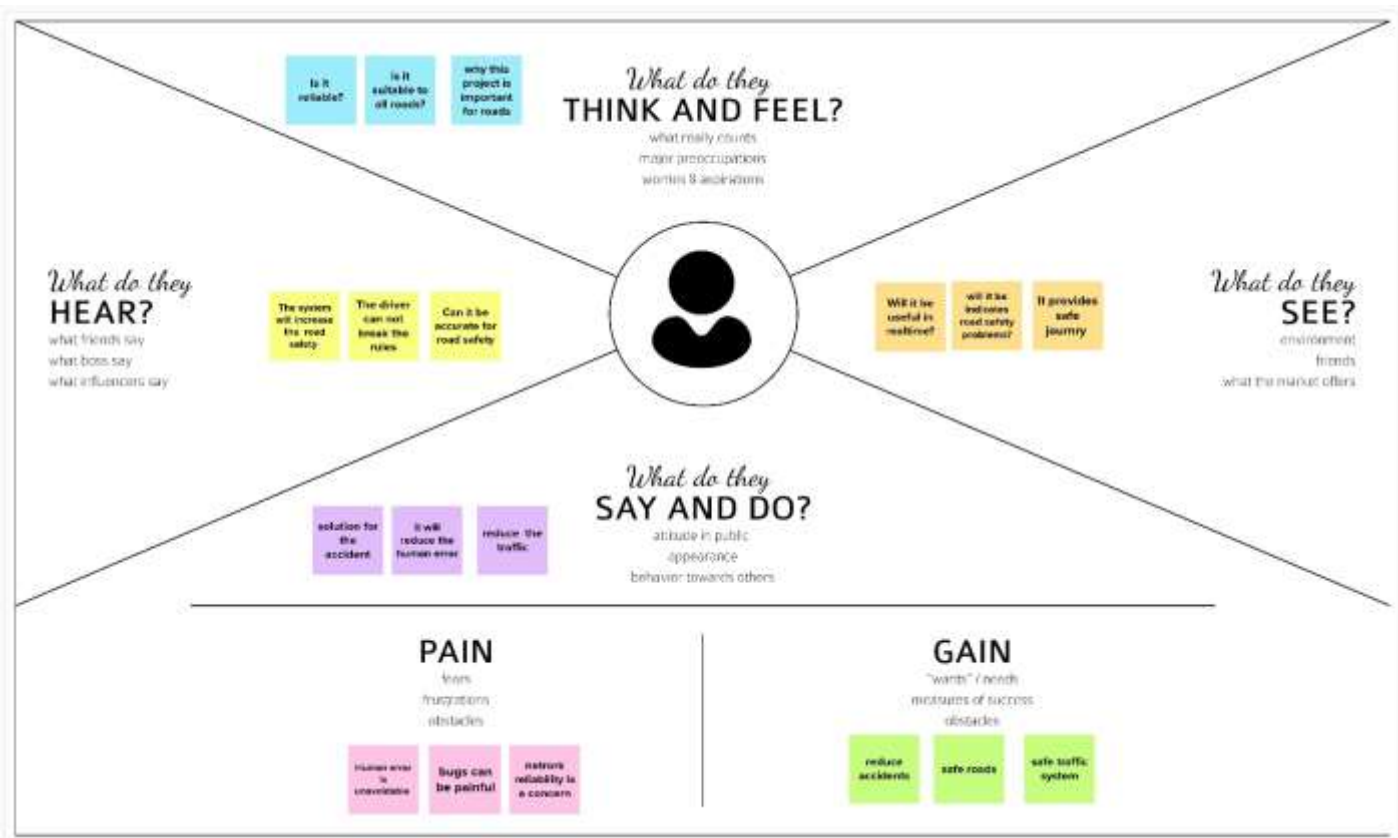 Is it
reliable?
is it
suitable to
all roads?
why this
project is
important
for roads
What do they
THINK AND FEEL?
what really counts
major preoccupations
worries & aspirations
What do they
HEAR?
what friends say
what boss say
what influencers say
The system
will increase
the road
safety
The driver
can not
break the
rules
Can it be
accurate for
road safety
Will it be
useful in
realtime?
will it be
indicates
road safety
problems?
It provides
safe
journry
What do they
SEE?
environment
friends
what the market offers
What do they
SAY AND DO?
attitude in public
appearance
behavior towards others
solution for
the
accident
it will
reduce the
human error
reduce the
traffic
PAIN
fears
frustrations
obstacles
Human error
is
unavoidable
bugs can
be painful
reliability is
a concern
GAIN
"wants" / needs
measures of success
obstacles
reduce
accidents
safe roads
safe traffic
system